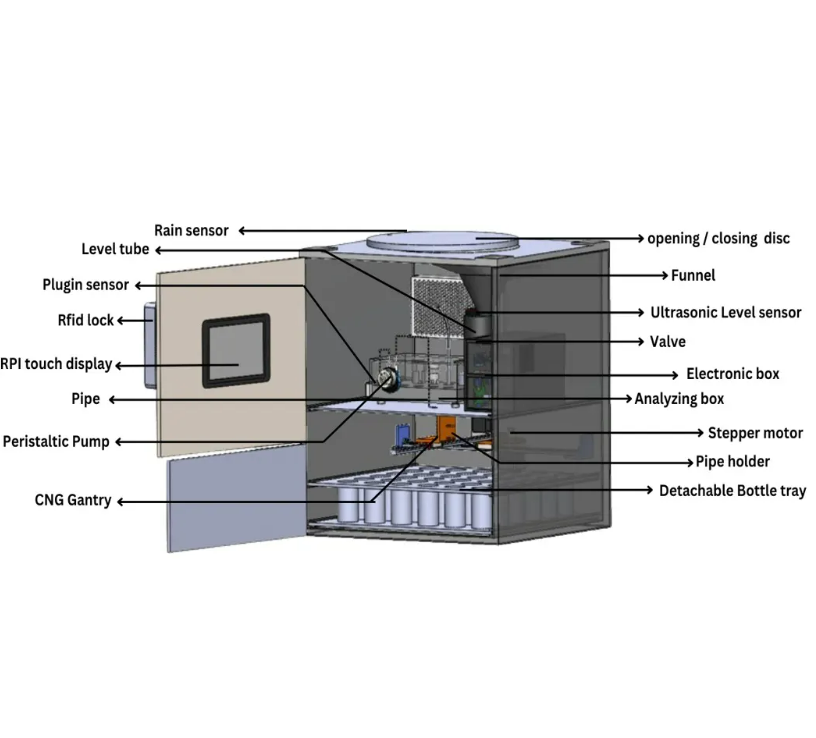 Rain sensor
opening / closing disc
Level tube
Funnel
Plugin sensor
Ultrasonic Level sensor
Rfid lock
Valve
RPI touch display
Electronic box
Pipe
Analyzing box
Peristaltic Pump
Stepper motor
Pipe holder
CNG Gantry
Detachable Bottle tray